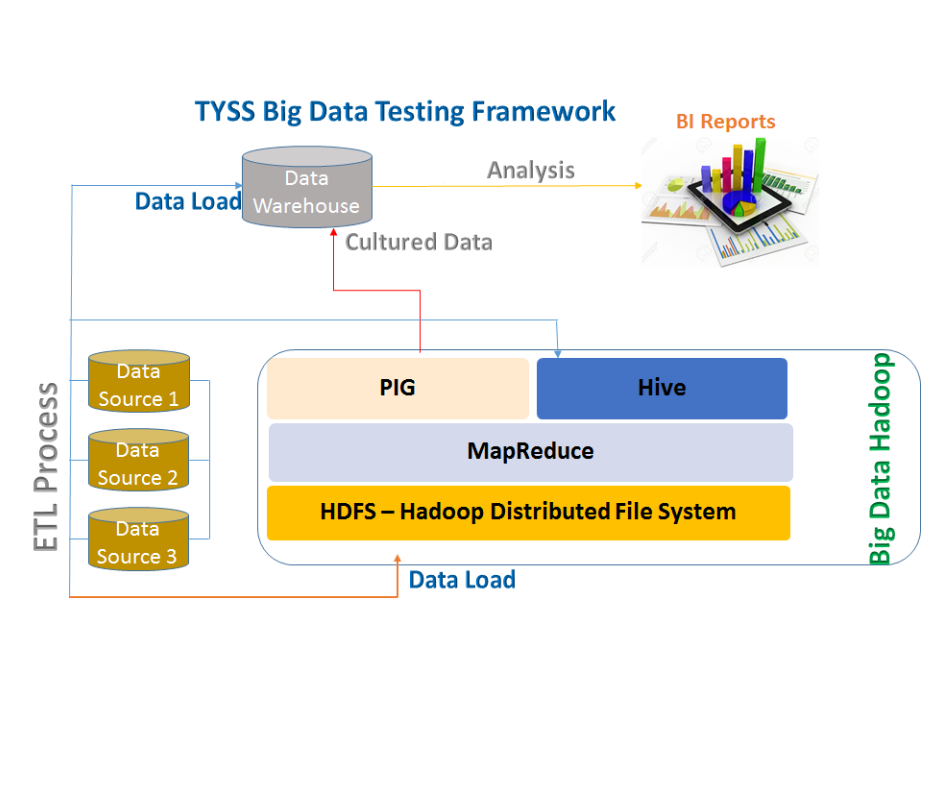 TYSS Big Data Testing Framework
BI Reports
Data
Warehouse
Analysis
Data Load
Cultured Data
ETL Process
Data
Source 1
Data
Source 2
Data
Source 3
PIG
Hive
MapReduce
HDFS – Hadoop Distributed File System
Big Data Hadoop
Data Load